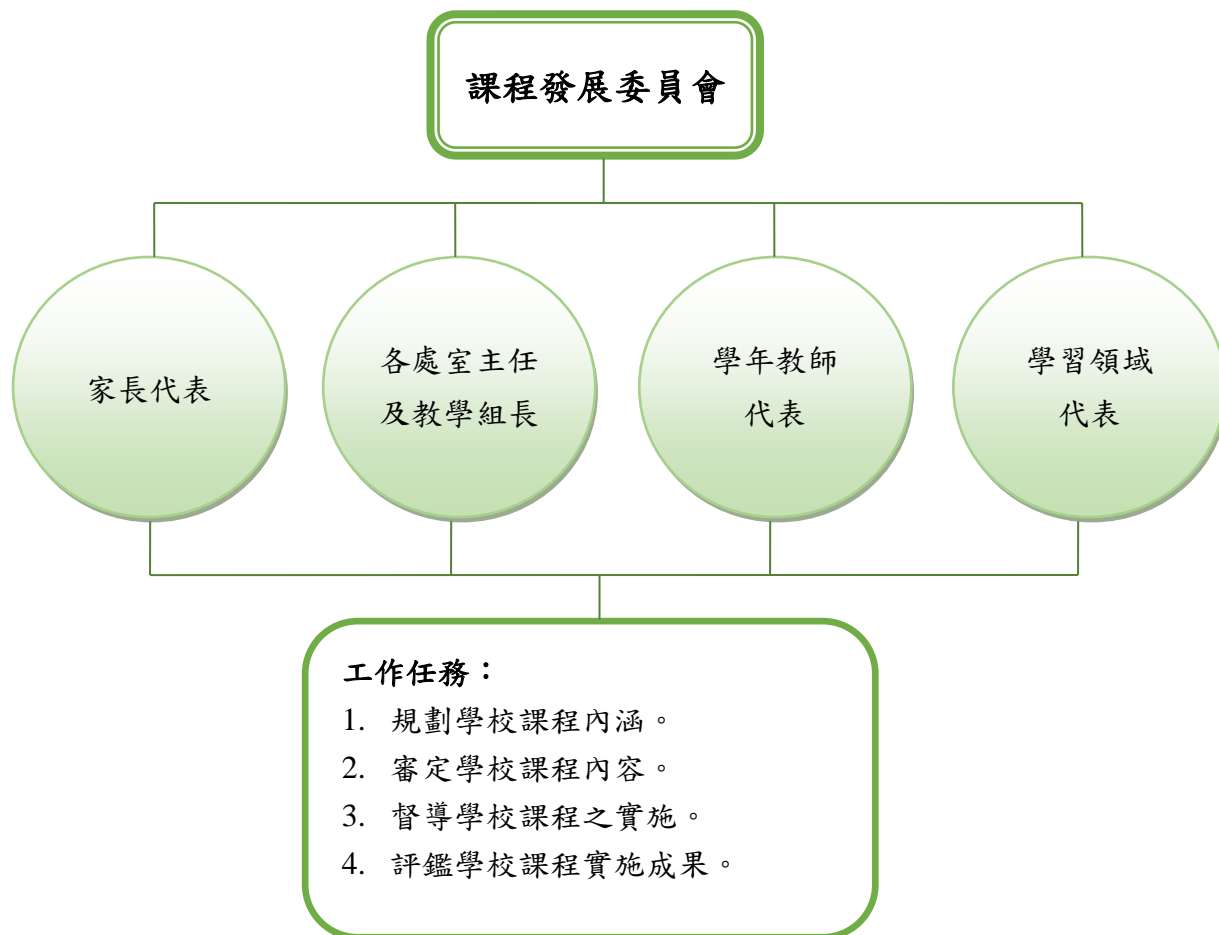 課程發展委員會
家長代表
各處室主任
及教學組長
學年教師
代表
學習領域
代表
工作任務：
1. 規劃學校課程內涵。
2. 審定學校課程內容。
3. 督導學校課程之實施。
4. 評鑑學校課程實施成果。